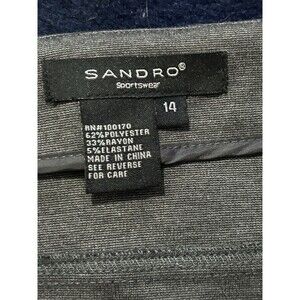 SANDRO®
Sportswear
14
RN#100170
62%POLYESTER
33%RAYON
5%ELASTANE
MADE IN CHINA
SEE REVERSE
FOR CARE